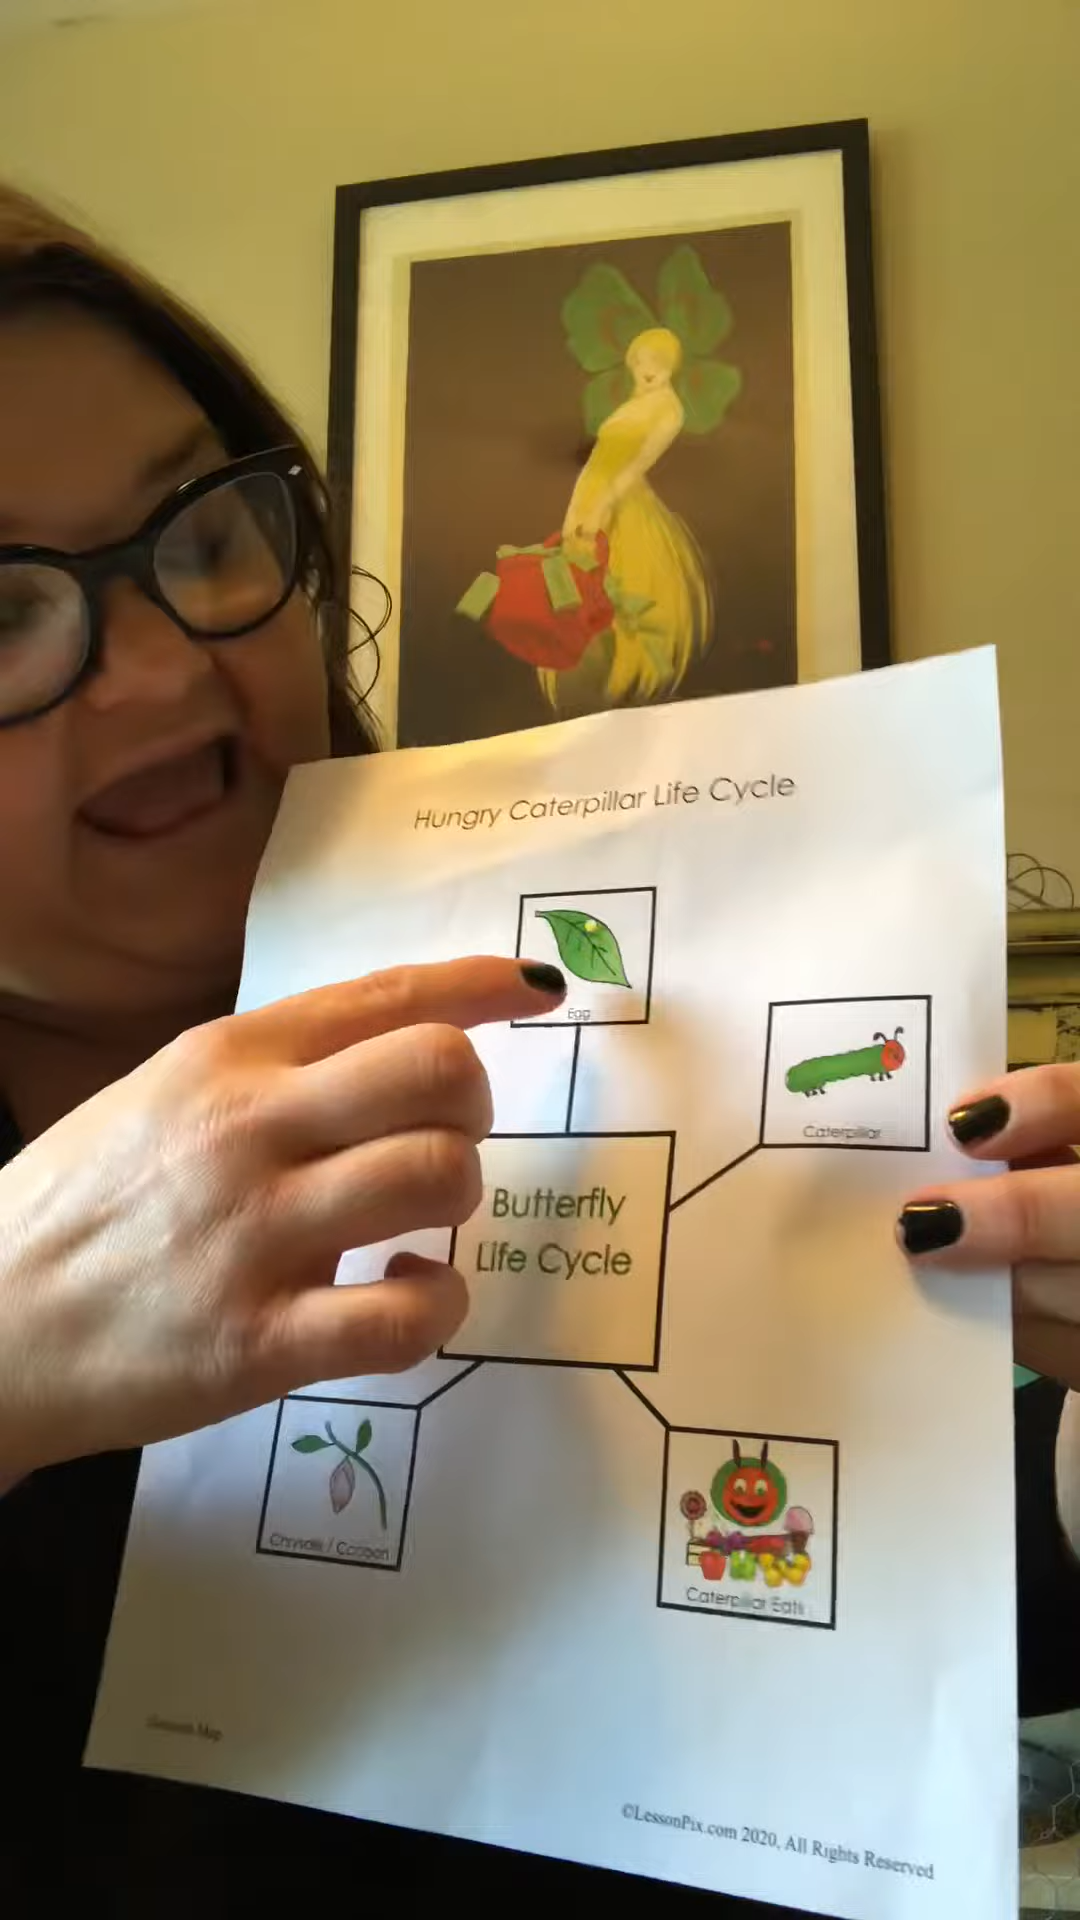 Hungry Caterpillar Life Cycle
Egg
Caterpillar
Butterfly
Life Cycle
Chrysalis / Cocoon
Caterpillar Eats
Map
©LessonPix.com 2020, All Rights Reserved